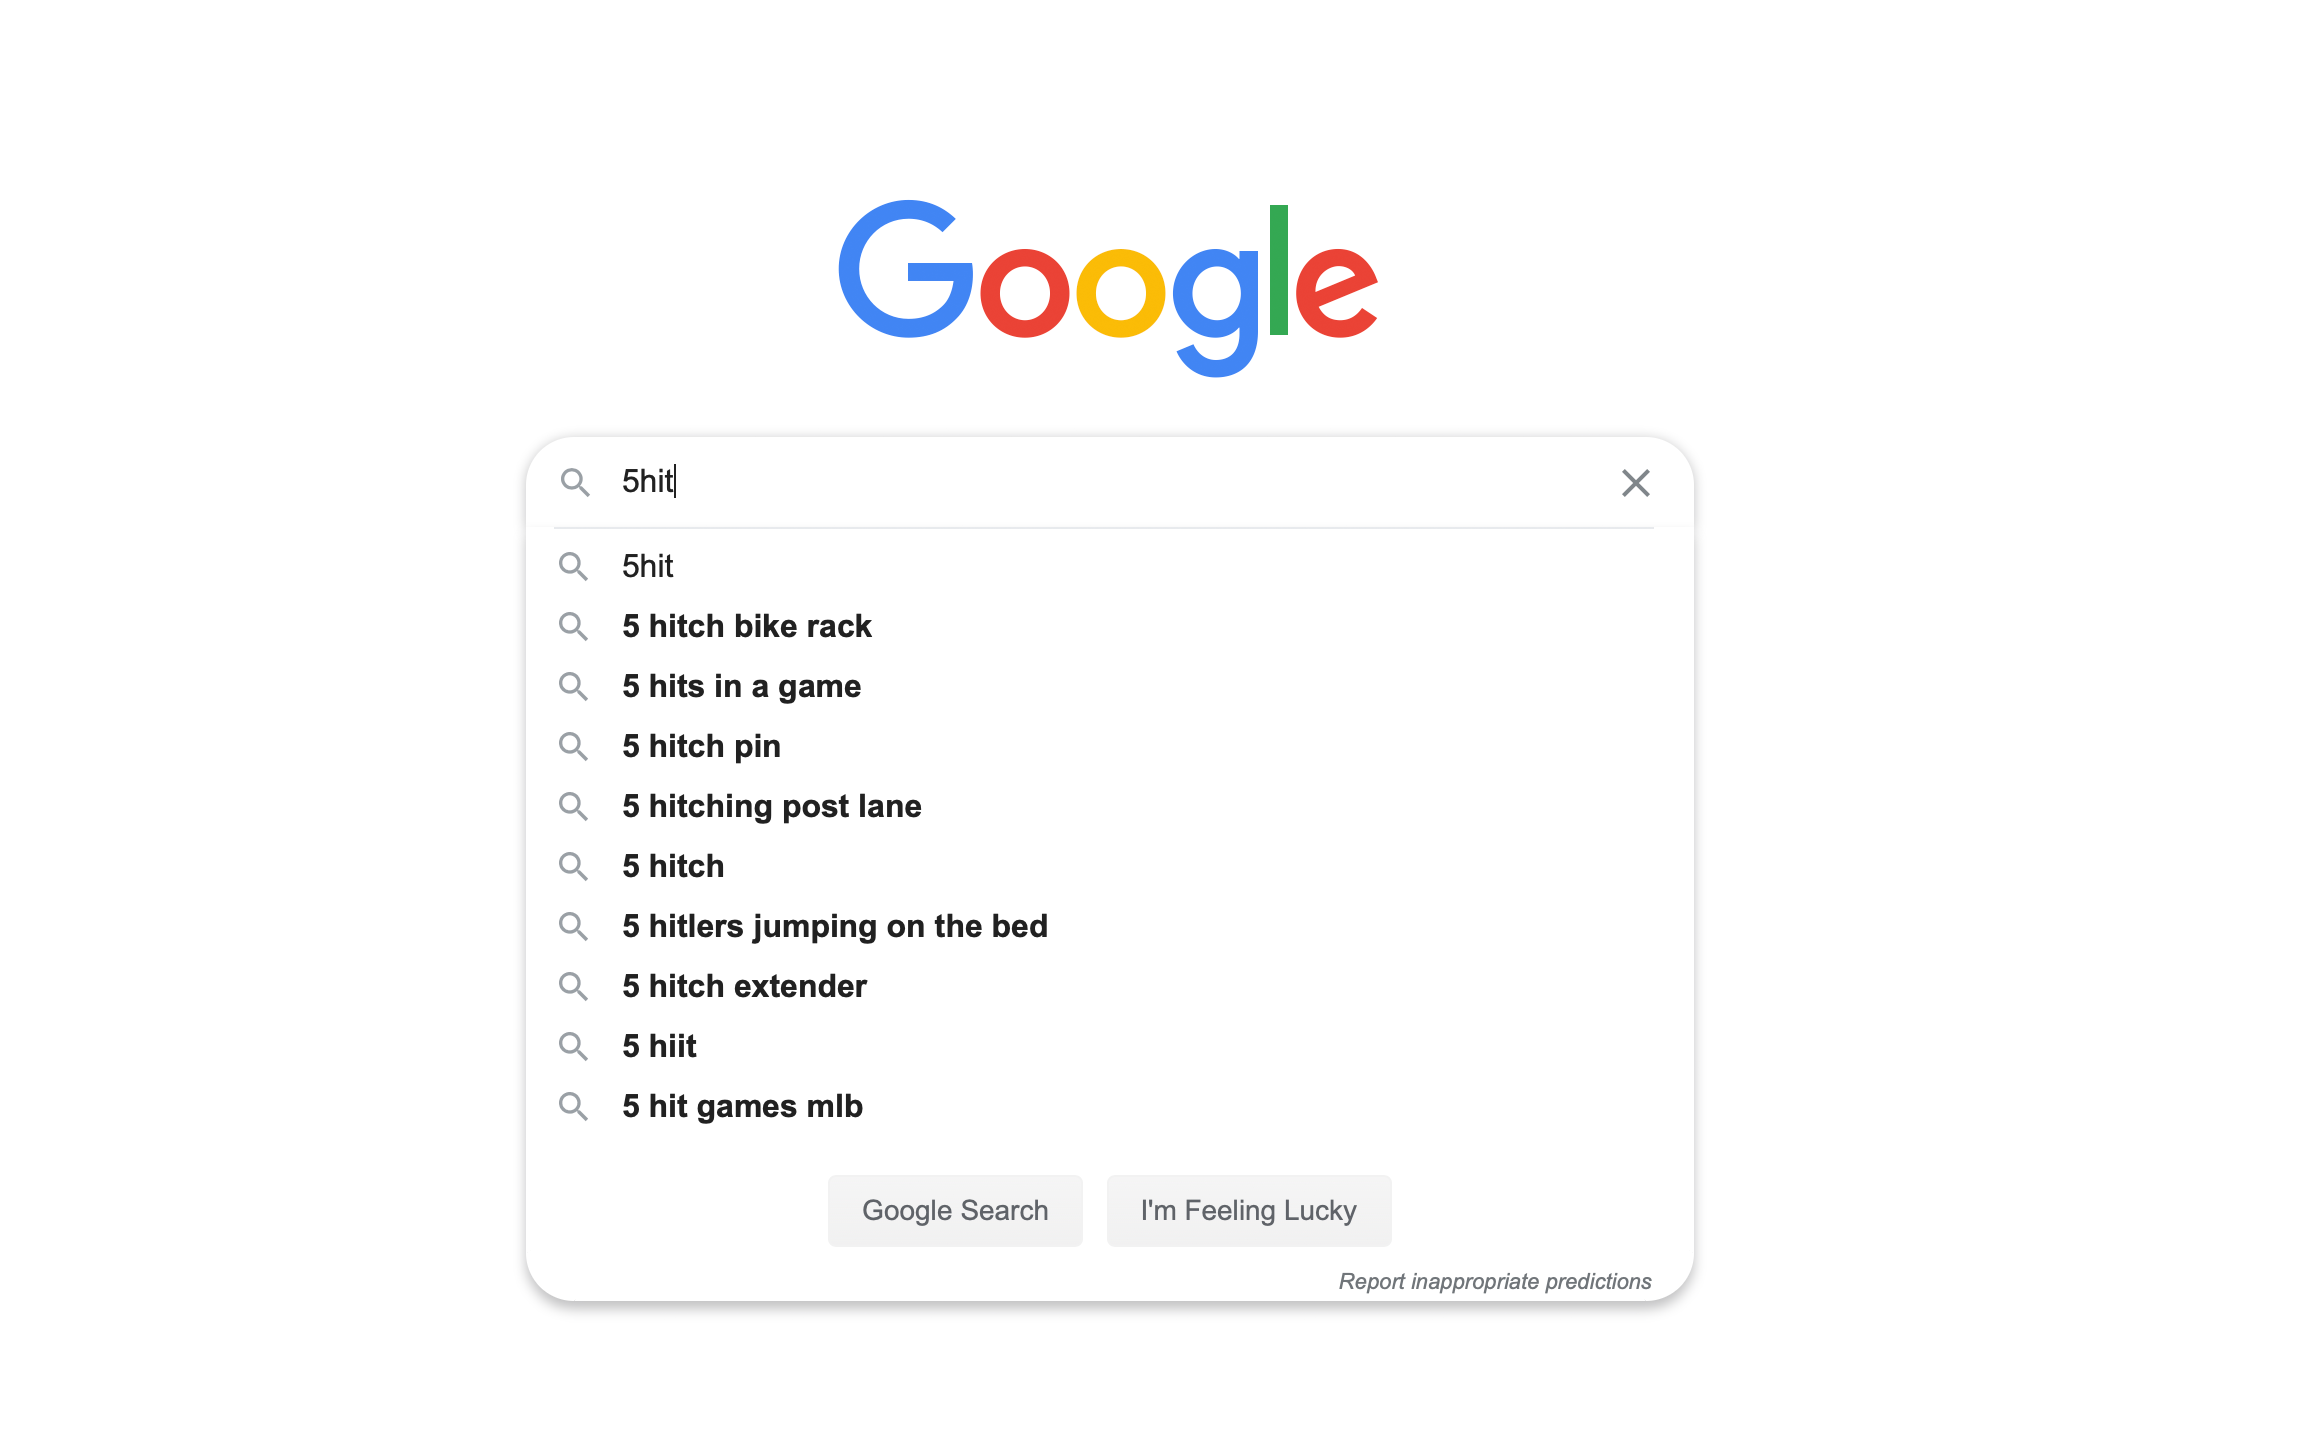 Google
5hit
5hit
5 hitch bike rack
5 hits in a game
5 hitch pin
5 hitching post lane
5 hitch
5 hitlers jumping on the bed
5 hitch extender
5 hiit
5 hit games mlb
Google Search
I'm Feeling Lucky
Report inappropriate predictions